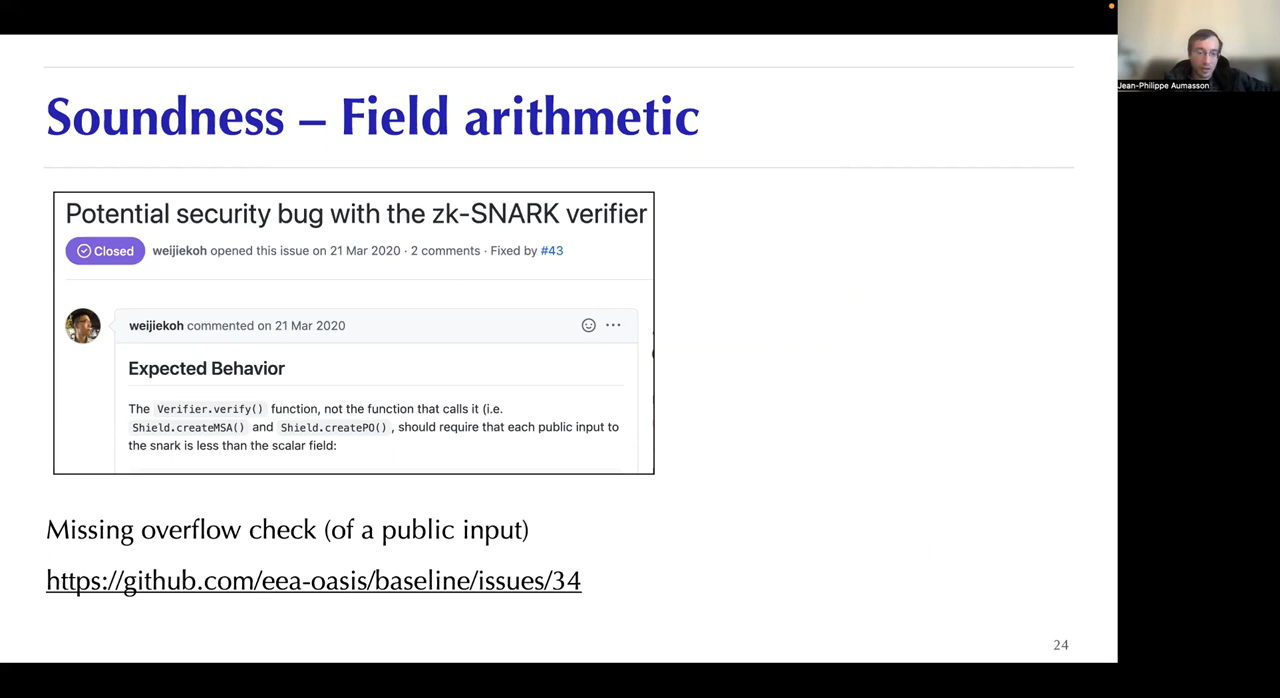 Jean-Philippe Aumasson
Soundness – Field arithmetic
Potential security bug with the zk-SNARK verifier
Closed weijiekoh opened this issue on 21 Mar 2020 · 2 comments · Fixed by #43
weijiekoh commented on 21 Mar 2020
Expected Behavior
The Verifier.verify() function, not the function that calls it (i.e.
Shield.createMSA() and Shield.createPO(), should require that each public input to
the snark is less than the scalar field:
Missing overflow check (of a public input)
https://github.com/eea-oasis/baseline/issues/34
24